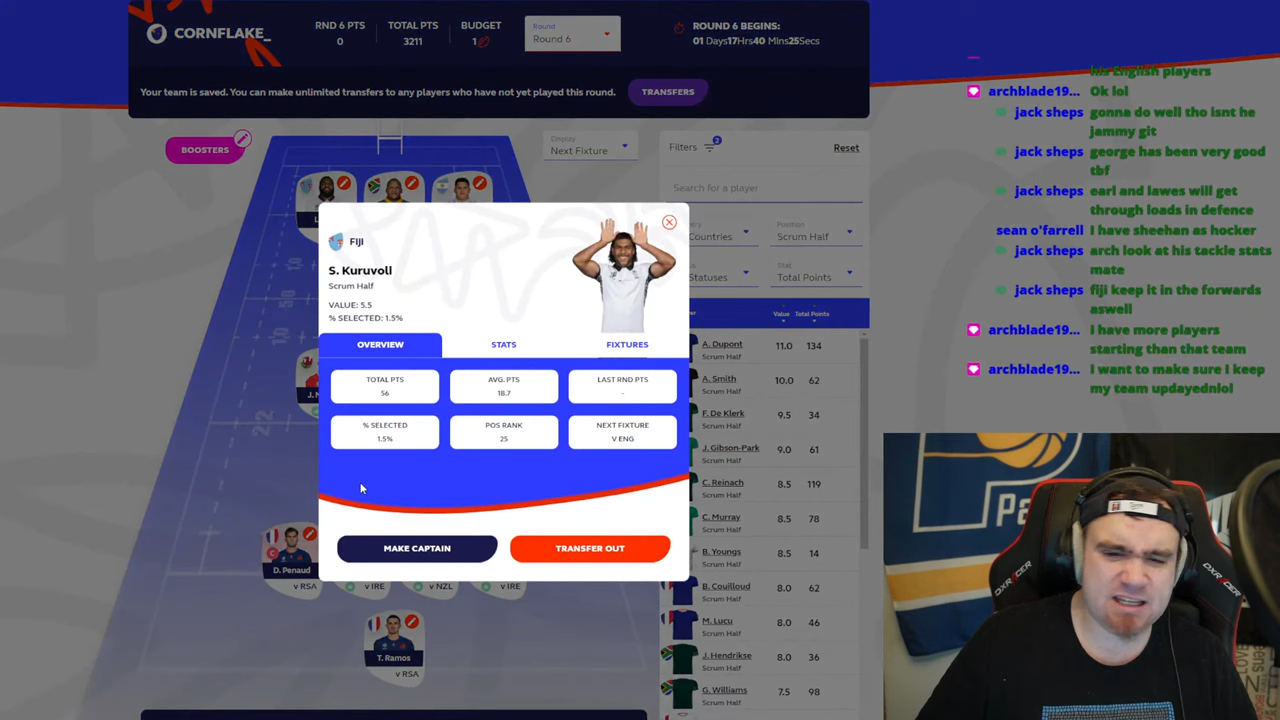 CORNFLAKE_
RND 6 PTS
0
TOTAL PTS
3211
BUDGET
1
Round
Round 6
ROUND 6 BEGINS:
01 Days17Hrs40 Mins25Secs
Your team is saved. You can make unlimited transfers to any players who have not yet played this round.
TRANSFERS
BOOSTERS
Display
Next Fixture
Filters
2
Reset
Search for a player
Countries
Position
Scrum Half
Statuses
Stat
Total Points
Value
Total Points
A. Dupont
Scrum Half
11.0
134
A. Smith
Scrum Half
10.0
62
F. De Klerk
Scrum Half
9.5
34
J. Gibson-Park
Scrum Half
9.0
61
C. Reinach
Scrum Half
8.5
119
C. Murray
Scrum Half
8.5
78
B. Youngs
Scrum Half
8.5
14
B. Couilloud
Scrum Half
8.0
62
M. Lucu
Scrum Half
8.0
46
J. Hendrikse
Scrum Half
8.0
36
G. Williams
Scrum Half
7.5
98
Fiji
S. Kuruvoli
Scrum Half
VALUE: 5.5
% SELECTED: 1.5%
OVERVIEW
STATS
FIXTURES
TOTAL PTS
56
AVG. PTS
18.7
LAST RND PTS
-
% SELECTED
1.5%
POS RANK
25
NEXT FIXTURE
V ENG
MAKE CAPTAIN
TRANSFER OUT
C
D. Penaud
v RSA
v IRE
v NZL
v IRE
T. Ramos
v RSA
his English players
archblade19... Ok lol
jack sheps gonna do well tho isnt he
jammy git
jack sheps george has been very good
tbf
jack sheps earl and lawes will get
through loads in defence
sean o'farrell I have sheehan as hocker
jack sheps arch look at his tackle stats
mate
jack sheps fiji keep it in the forwards
aswell
archblade19... I have more players
starting than that team
archblade19... I want to make sure I keep
my team updayednlol
Pa
DXRACER
DXRACER